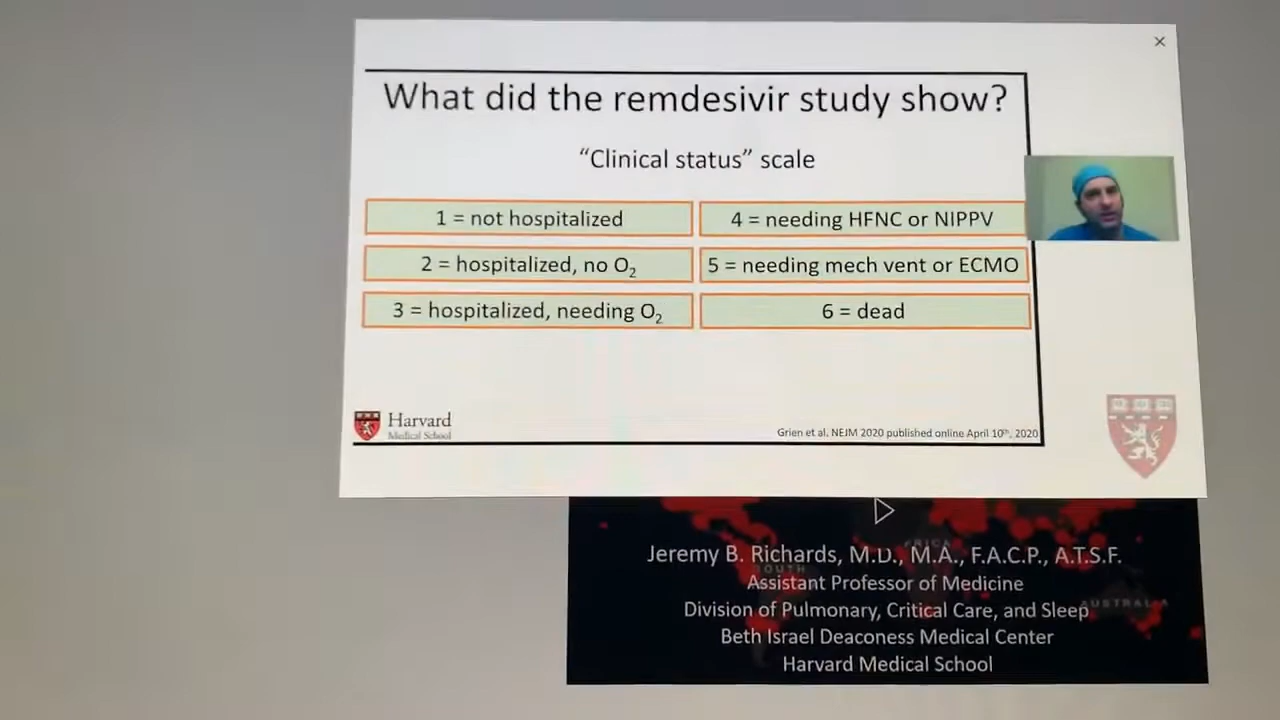 What did the remdesivir study show?
“Clinical status” scale
1 = not hospitalized
4 = needing HFNC or NIPPV
2 = hospitalized, no O₂
5 = needing mech vent or ECMO
3 = hospitalized, needing O₂
6 = dead
Harvard
Medical School
Grien et al. NEJM 2020 published online April 10th, 2020
AFRICA
Jeremy B. Richards, M.D., M.A., F.A.C.P., A.T.S.F.
SOUTH
Assistant Professor of Medicine
Division of Pulmonary, Critical Care, and Sleep
AUSTRALIA
Beth Israel Deaconess Medical Center
Harvard Medical School